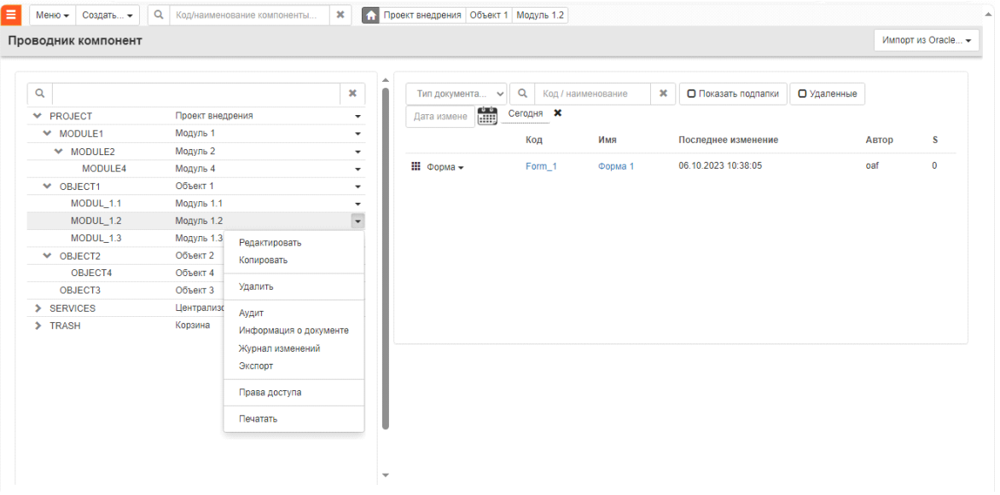 Меню Создать... Код/наименование компоненты... Проект внедрения Объект 1 Модуль 1.2
Проводник компонент Импорт из Oracle...
PROJECT Проект внедрения
MODULE1 Модуль 1
MODULE2 Модуль 2
MODULE4 Модуль 4
OBJECT1 Объект 1
MODUL_1.1 Модуль 1.1
MODUL_1.2 Модуль 1.2
MODUL_1.3 Модуль 1.3
OBJECT2 Объект 2
OBJECT4 Объект 4
OBJECT3 Объект 3
SERVICES
TRASH Корзина
Редактировать
Копировать
Удалить
Аудит
Информация о документе
Журнал изменений
Экспорт
Права доступа
Печатать
Тип документа... Код / наименование Показать подпапки Удаленные
Дата измене Сегодня
Код Имя Последнее изменение Автор S
Форма Form_1 Форма 1 06.10.2023 10:38:05 oaf 0